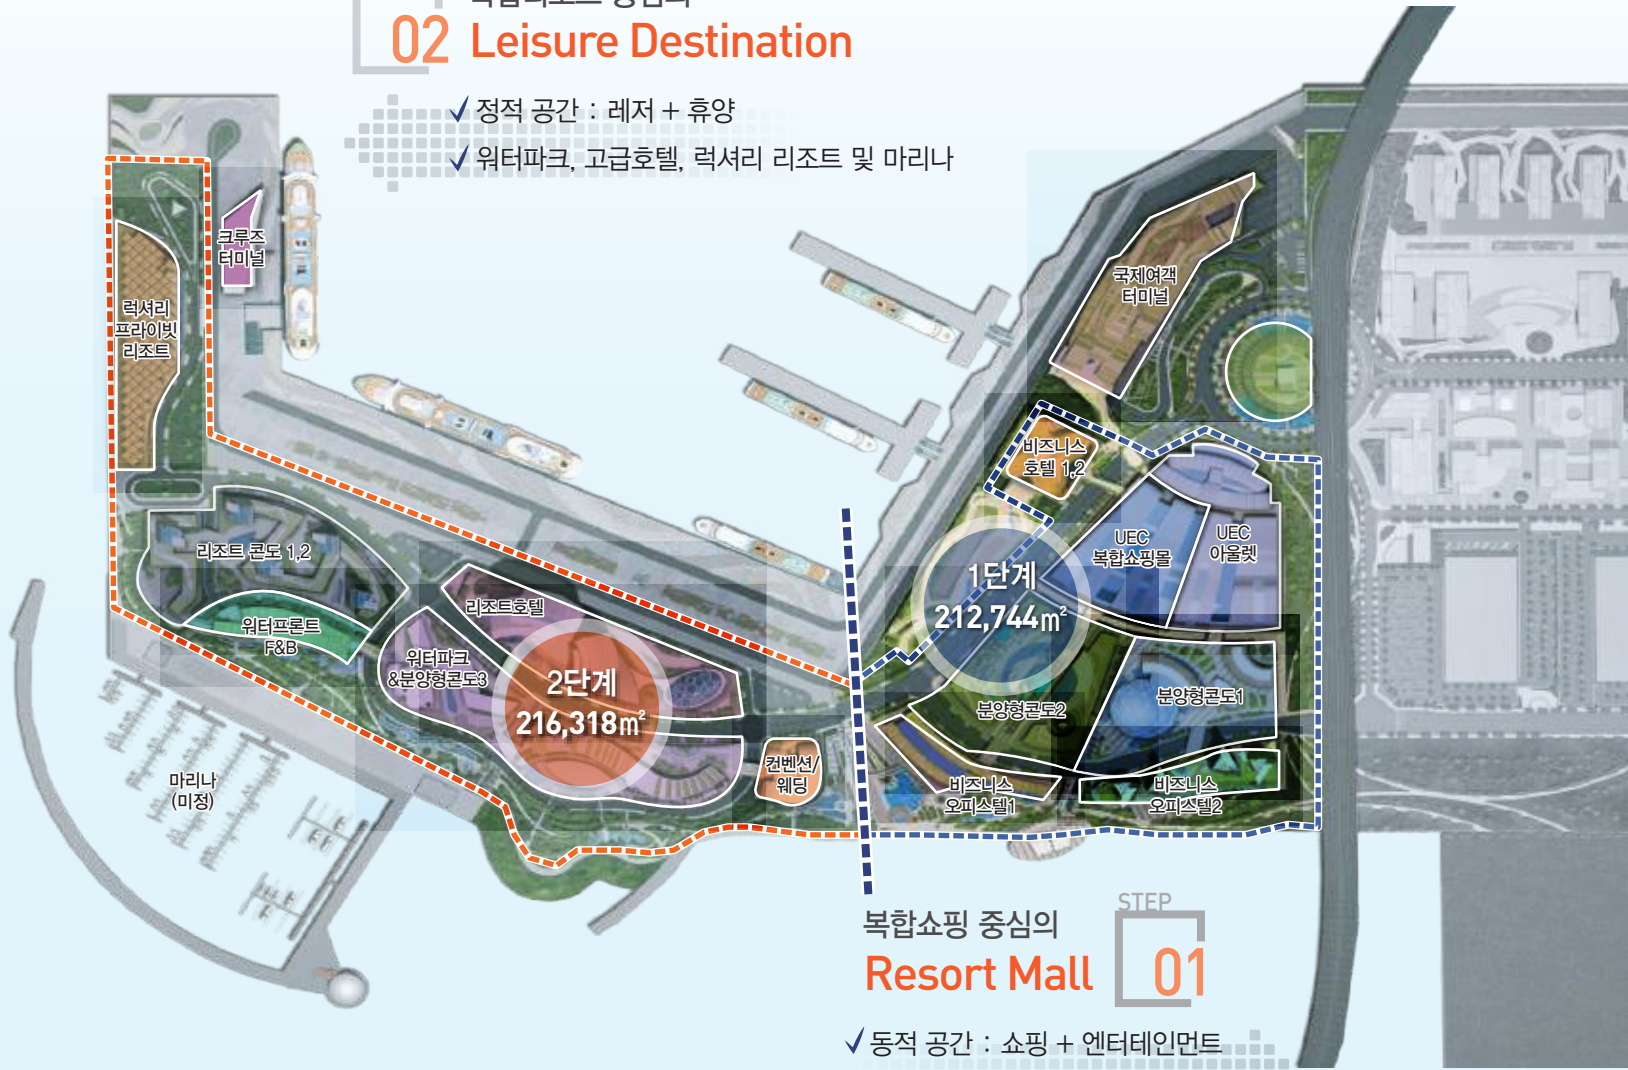 02
Leisure Destination
정적 공간 : 레저 + 휴양
워터파크, 고급호텔, 럭셔리 리조트 및 마리나
크루즈
터미널
럭셔리
프라이빗
리조트
국제여객
터미널
비즈니스
호텔 1,2
UEC
복합쇼핑몰
UEC
아울렛
1단계
212,744㎡
리조트 콘도 1,2
워터프론트
F&B
리조트호텔
워터파크
&분양형콘도3
2단계
216,318㎡
분양형콘도2
분양형콘도1
컨벤션/
웨딩
비즈니스
오피스텔1
비즈니스
오피스텔2
마리나
(미정)
복합쇼핑 중심의
Resort Mall
STEP
01
동적 공간 : 쇼핑 + 엔터테인먼트